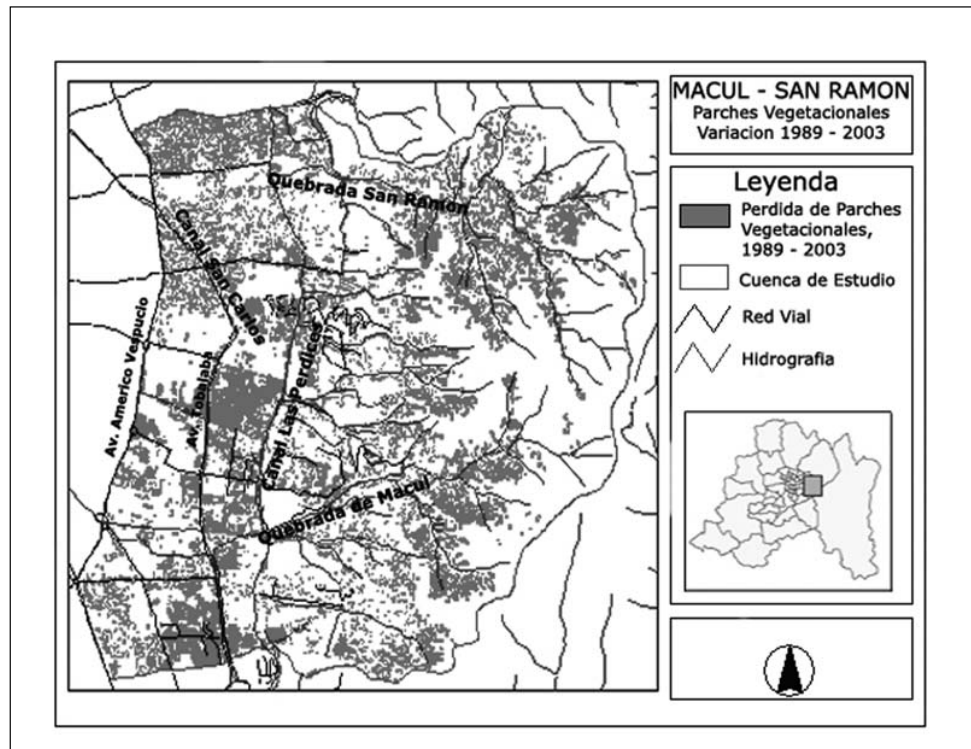 MACUL - SAN RAMON
Parches Vegetacionales
Variacion 1989 - 2003
Leyenda
Perdida de Parches
Vegetacionales,
1989 - 2003
Cuenca de Estudio
Red Vial
Hidrografia
Quebrada San Ramon
Canal San Carlos
Av. Americo Vespucio
Av. Tobalaba
Canal Las Perdices
Quebrada de Macul